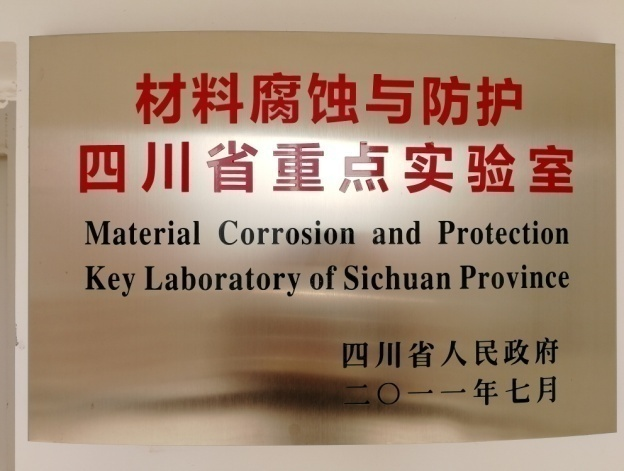 材料腐蚀与防护
四川省重点实验室
Material Corrosion and Protection
Key Laboratory of Sichuan Province
四川省人民政府
二〇一一年七月